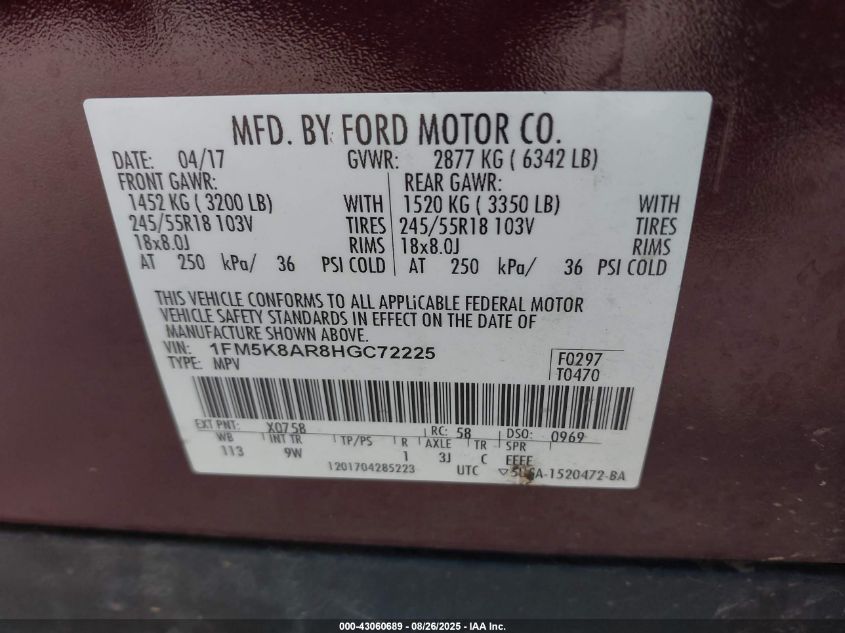 MFD. BY FORD MOTOR CO.
DATE: 04/17 GVWR: 2877 KG ( 6342 LB)
FRONT GAWR: REAR GAWR:
1452 KG ( 3200 LB) WITH 1520 KG ( 3350 LB) WITH
245/55R18 103V TIRES 245/55R18 103V TIRES
18x8.0J RIMS 18x8.0J RIMS
AT 250 kPa/ 36 PSI COLD AT 250 kPa/ 36 PSI COLD
THIS VEHICLE CONFORMS TO ALL APPLiCABLE FEDERAL MOTOR
VEHICLE SAFETY STANDARDS IN EFFECT ON THE DATE OF
MANUFACTURE SHOWN ABOVE.
VIN: 1FM5K8AR8HGC72225 F0297
TYPE: MPV T0470
EXT PNT: X0758 RC: 58 DSO: 0969
WB INT TR TP/PS R AXLE TR SPR
113 9W 1 3J C EEEE
1201704285223 UTC
000-43060689 - 08/26/2025 - IAA Inc.